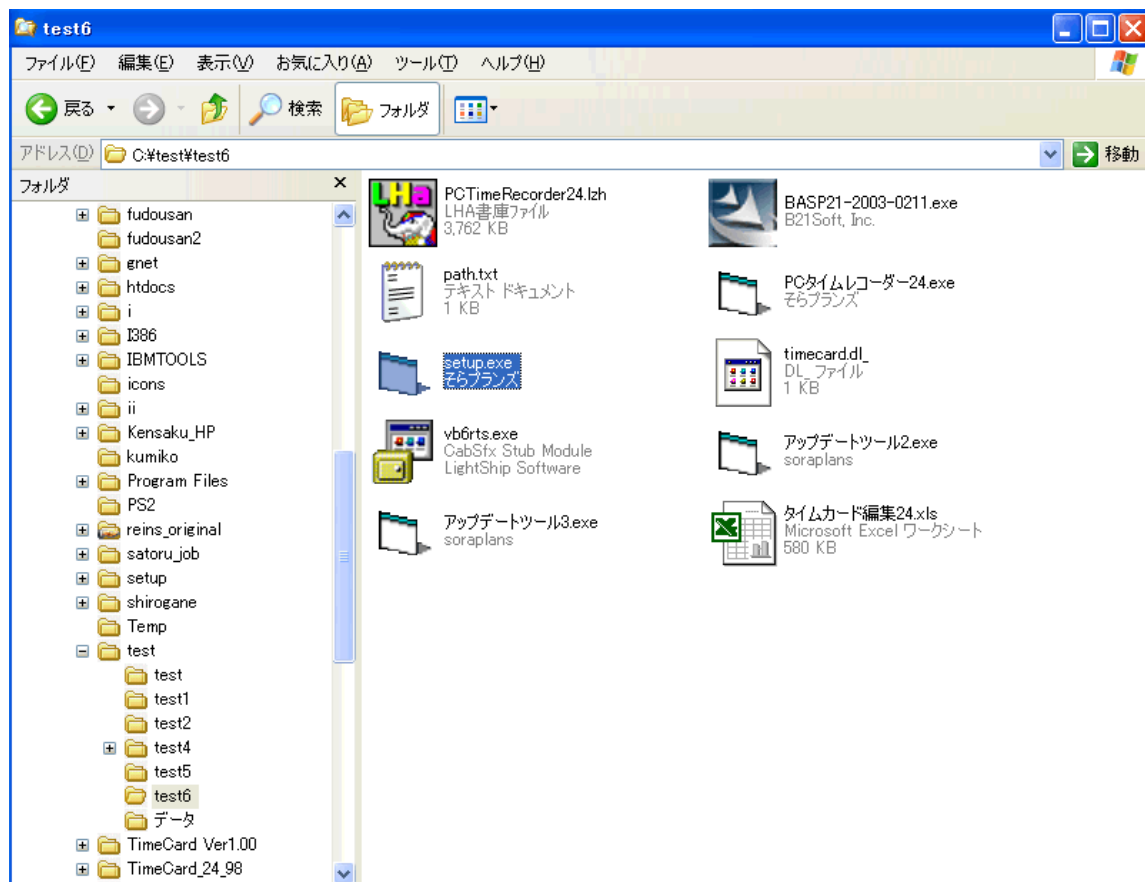 test6
ファイル(F) 編集(E) 表示(V) お気に入り(A) ツール(T) ヘルプ(H)
戻る 検索 フォルダ
アドレス(D) C:¥test¥test6 移動
フォルダ
fudousan
fudousan2
gnet
htdocs
i
I386
IBMTOOLS
icons
ii
Kensaku_HP
kumiko
Program Files
PS2
reins_original
satoru_job
setup
shirogane
Temp
test
test
test1
test2
test4
test5
test6
データ
TimeCard Ver1.00
TimeCard_24_98
LHa
PCTimeRecorder24.lzh
LHA書庫ファイル
3,762 KB
BASP21-2003-0211.exe
B21Soft, Inc.
path.txt
テキスト ドキュメント
1 KB
PCタイムレコーダー24.exe
そらプランズ
setup.exe
そらプランズ
timecard.dl_
DL_ ファイル
1 KB
vb6rts.exe
CabSfx Stub Module
LightShip Software
アップデートツール2.exe
soraplans
アップデートツール3.exe
soraplans
タイムカード編集24.xls
Microsoft Excel ワークシート
580 KB